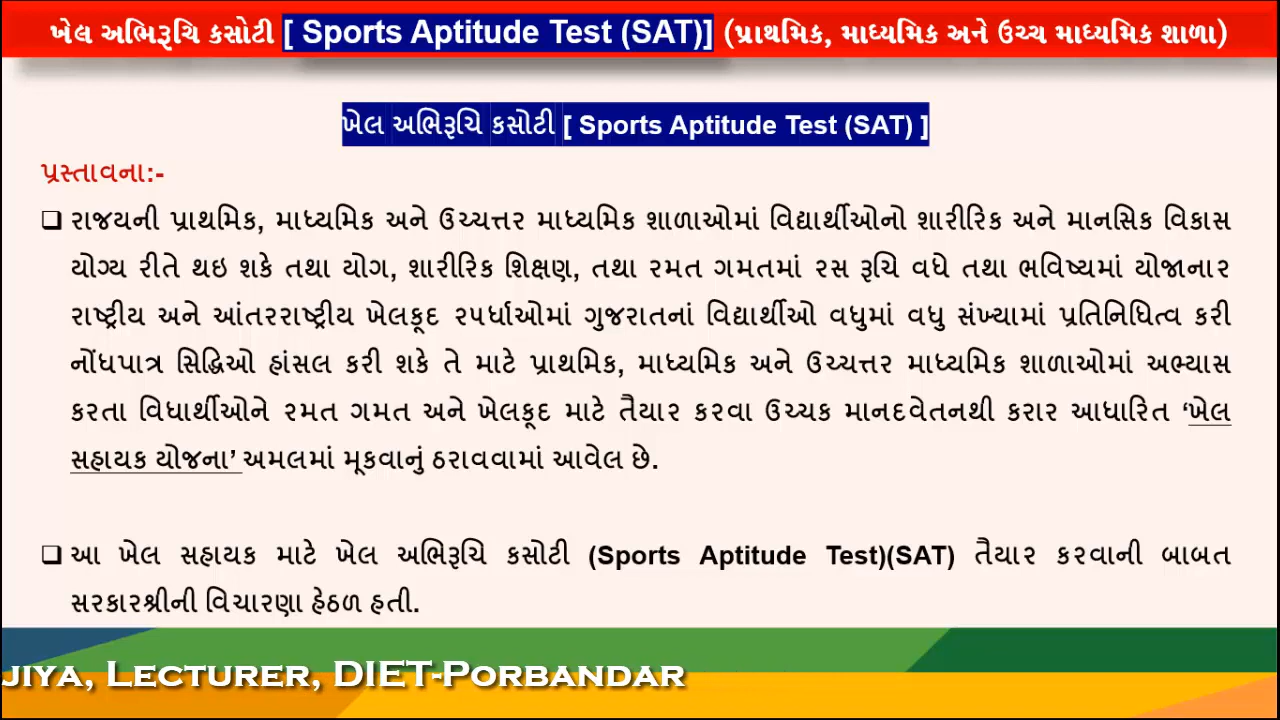 ખેલ અભિરૂચિ કસોટી [ Sports Aptitude Test (SAT)] (પ્રાથમિક, માધ્યમિક અને ઉચ્ચ માધ્યમિક શાળા)
ખેલ અભિરૂચિ કસોટી [ Sports Aptitude Test (SAT) ]
પ્રસ્તાવના:-
❑ રાજયની પ્રાથમિક, માધ્યમિક અને ઉચ્ચત્તર માધ્યમિક શાળાઓમાં વિદ્યાર્થીઓનો શારીરિક અને માનસિક વિકાસ
યોગ્ય રીતે થઇ શકે તથા યોગ, શારીરિક શિક્ષણ, તથા રમત ગમતમાં રસ રૂચિ વધે તથા ભવિષ્યમાં યોજાનાર
રાષ્ટ્રીય અને આંતરરાષ્ટ્રીય ખેલકૂદ સ્પર્ધાઓમાં ગુજરાતનાં વિદ્યાર્થીઓ વધુમાં વધુ સંખ્યામાં પ્રતિનિધિત્વ કરી
નોંધપાત્ર સિદ્ધિઓ હાંસલ કરી શકે તે માટે પ્રાથમિક, માધ્યમિક અને ઉચ્ચત્તર માધ્યમિક શાળાઓમાં અભ્યાસ
કરતા વિધાર્થીઓને રમત ગમત અને ખેલકૂદ માટે તૈયાર કરવા ઉચ્ચક માનદવેતનથી કરાર આધારિત ‘ખેલ
સહાયક યોજના’ અમલમાં મૂકવાનું ઠરાવવામાં આવેલ છે.
❑ આ ખેલ સહાયક માટે ખેલ અભિરૂચિ કસોટી (Sports Aptitude Test)(SAT) તૈયાર કરવાની બાબત
સરકારશ્રીની વિચારણા હેઠળ હતી.
JIYA, LECTURER, DIET-PORBANDAR